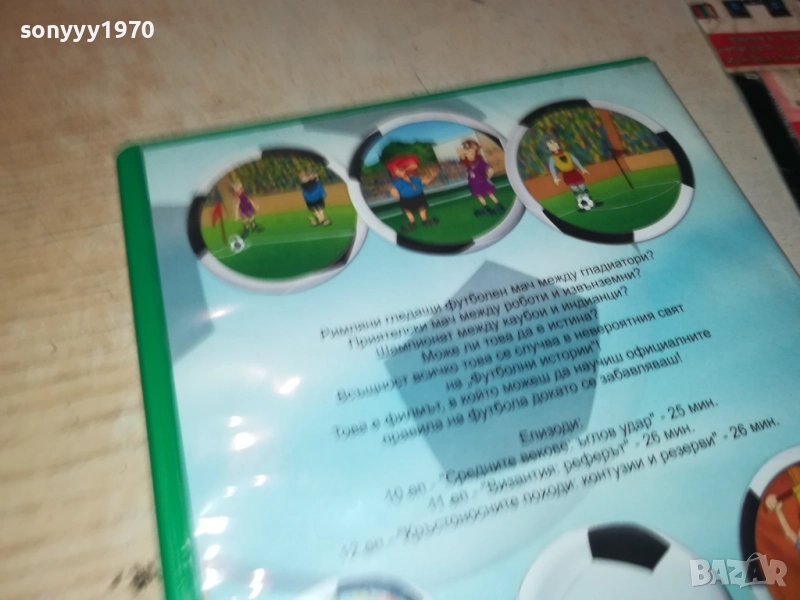 sonyyy1970
Римляни гледащи футболен мач между гладиатори?
Приятелски мач между роботи и извънземни?
Шампионат между каубои и индианци?
Може ли това да е истина?
Всъщност всичко това се случва в невероятния свят
на „Футболни истории".
Това е филмът, в който можеш да научиш официалните
правила на футбола докато се забавляваш!
Епизоди:
10 еп -"Средните векове: ъглов удар" - 25 мин.
11 еп -"Византия: реферът" - 26 мин.
12 еп -"Кръстоносните походи: контузии и резерви" - 26 мин.
BAZAR